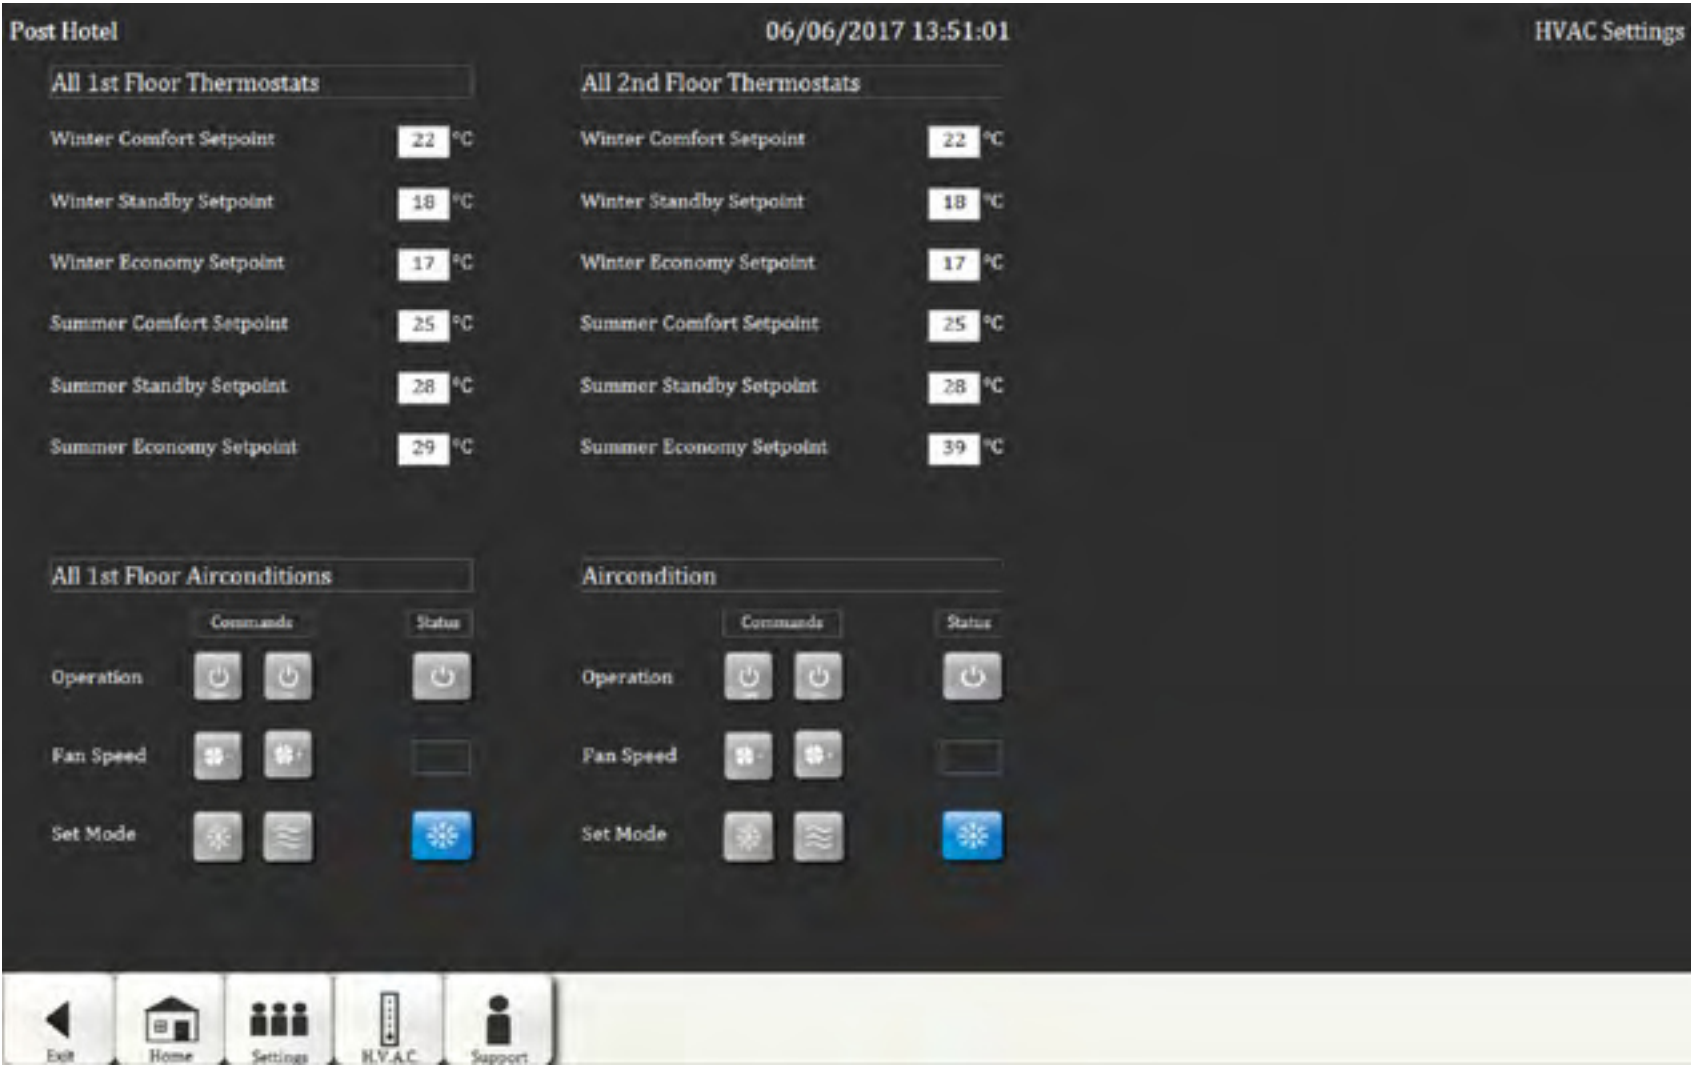 Post Hotel 06/06/2017 13:51:01 HVAC Settings
All 1st Floor Thermostats All 2nd Floor Thermostats
Winter Comfort Setpoint 22 °C Winter Comfort Setpoint 22 °C
Winter Standby Setpoint 18 °C Winter Standby Setpoint 18 °C
Winter Economy Setpoint 17 °C Winter Economy Setpoint 17 °C
Summer Comfort Setpoint 25 °C Summer Comfort Setpoint 25 °C
Summer Standby Setpoint 28 °C Summer Standby Setpoint 28 °C
Summer Economy Setpoint 29 °C Summer Economy Setpoint 39 °C
All 1st Floor Airconditions Aircondition
Commands Status Commands Status
Operation Operation
Fan Speed - + Fan Speed - +
Set Mode Set Mode
Exit Home Settings H.V.A.C. Support